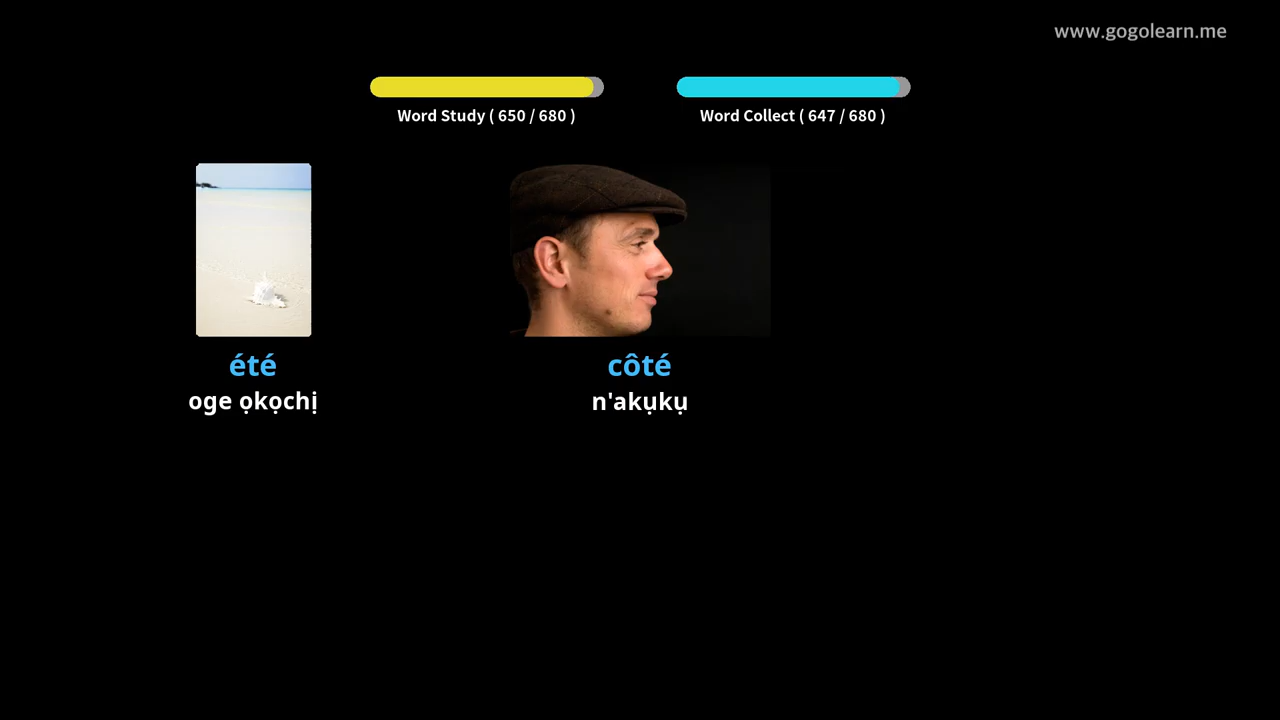 www.gogolearn.me
Word Study ( 650 / 680 )
Word Collect ( 647 / 680 )
été
côté
oge ọkọchị
n'akụkụ